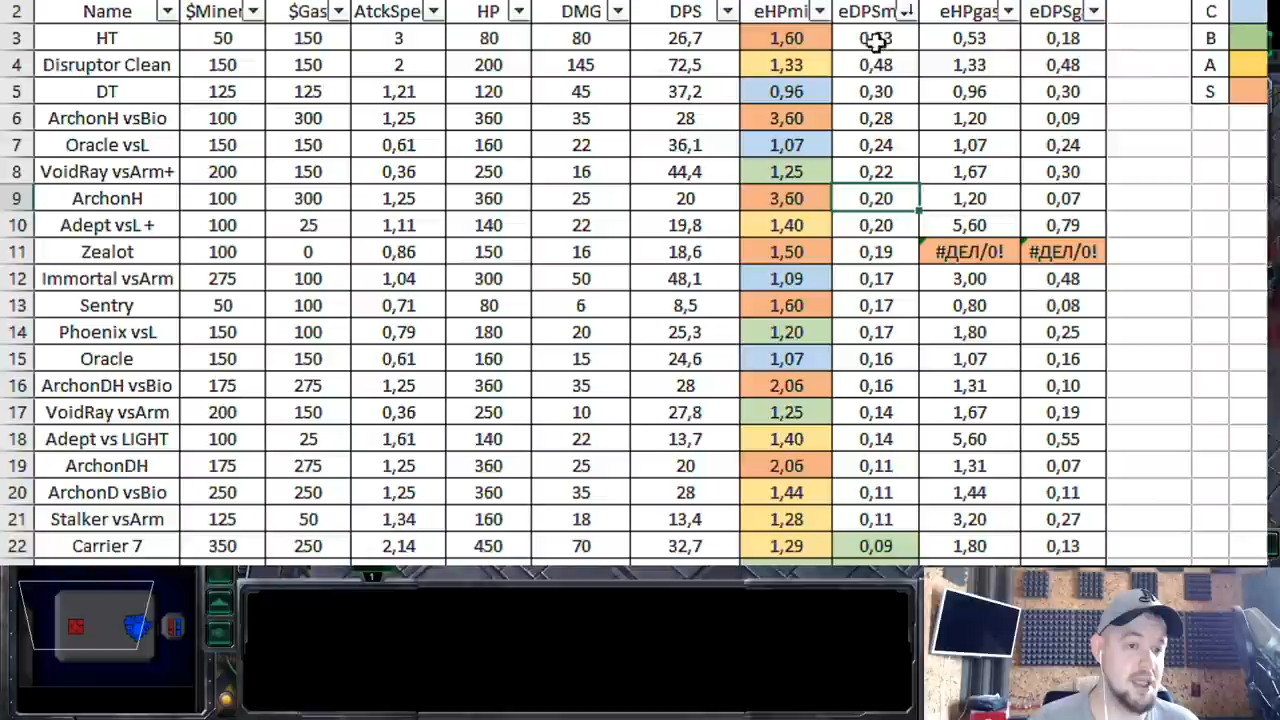 2 Name $Miner $Gas AtckSpe HP DMG DPS eHPmi eDPSm eHPgas eDPSg C
3 HT 50 150 3 80 80 26,7 1,60 0,53 0,53 0,18 B
4 Disruptor Clean 150 150 2 200 145 72,5 1,33 0,48 1,33 0,48 A
5 DT 125 125 1,21 120 45 37,2 0,96 0,30 0,96 0,30 S
6 ArchonH vsBio 100 300 1,25 360 35 28 3,60 0,28 1,20 0,09
7 Oracle vsL 150 150 0,61 160 22 36,1 1,07 0,24 1,07 0,24
8 VoidRay vsArm+ 200 150 0,36 250 16 44,4 1,25 0,22 1,67 0,30
9 ArchonH 100 300 1,25 360 25 20 3,60 0,20 1,20 0,07
10 Adept vsL + 100 25 1,11 140 22 19,8 1,40 0,20 5,60 0,79
11 Zealot 100 0 0,86 150 16 18,6 1,50 0,19 #ДЕЛ/0! #ДЕЛ/0!
12 Immortal vsArm 275 100 1,04 300 50 48,1 1,09 0,17 3,00 0,48
13 Sentry 50 100 0,71 80 6 8,5 1,60 0,17 0,80 0,08
14 Phoenix vsL 150 100 0,79 180 20 25,3 1,20 0,17 1,80 0,25
15 Oracle 150 150 0,61 160 15 24,6 1,07 0,16 1,07 0,16
16 ArchonDH vsBio 175 275 1,25 360 35 28 2,06 0,16 1,31 0,10
17 VoidRay vsArm 200 150 0,36 250 10 27,8 1,25 0,14 1,67 0,19
18 Adept vs LIGHT 100 25 1,61 140 22 13,7 1,40 0,14 5,60 0,55
19 ArchonDH 175 275 1,25 360 25 20 2,06 0,11 1,31 0,07
20 ArchonD vsBio 250 250 1,25 360 35 28 1,44 0,11 1,44 0,11
21 Stalker vsArm 125 50 1,34 160 18 13,4 1,28 0,11 3,20 0,27
22 Carrier 7 350 250 2,14 450 70 32,7 1,29 0,09 1,80 0,13
1